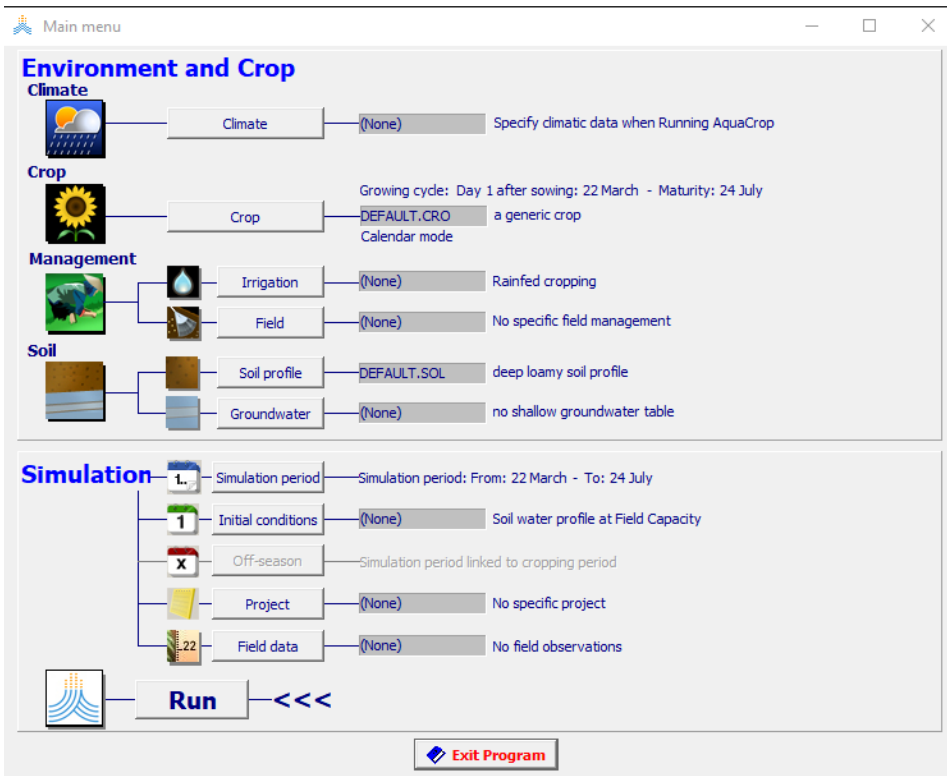 Main menu
Environment and Crop
Climate
Climate (None) Specify climatic data when Running AquaCrop
Crop
Growing cycle: Day 1 after sowing: 22 March - Maturity: 24 July
Crop DEFAULT.CRO a generic crop
Calendar mode
Management
Irrigation (None) Rainfed cropping
Field (None) No specific field management
Soil
Soil profile DEFAULT.SOL deep loamy soil profile
Groundwater (None) no shallow groundwater table
Simulation
1.. Simulation period Simulation period: From: 22 March - To: 24 July
1 Initial conditions (None) Soil water profile at Field Capacity
X Off-season Simulation period linked to cropping period
Project (None) No specific project
.22 Field data (None) No field observations
Run <<<
Exit Program